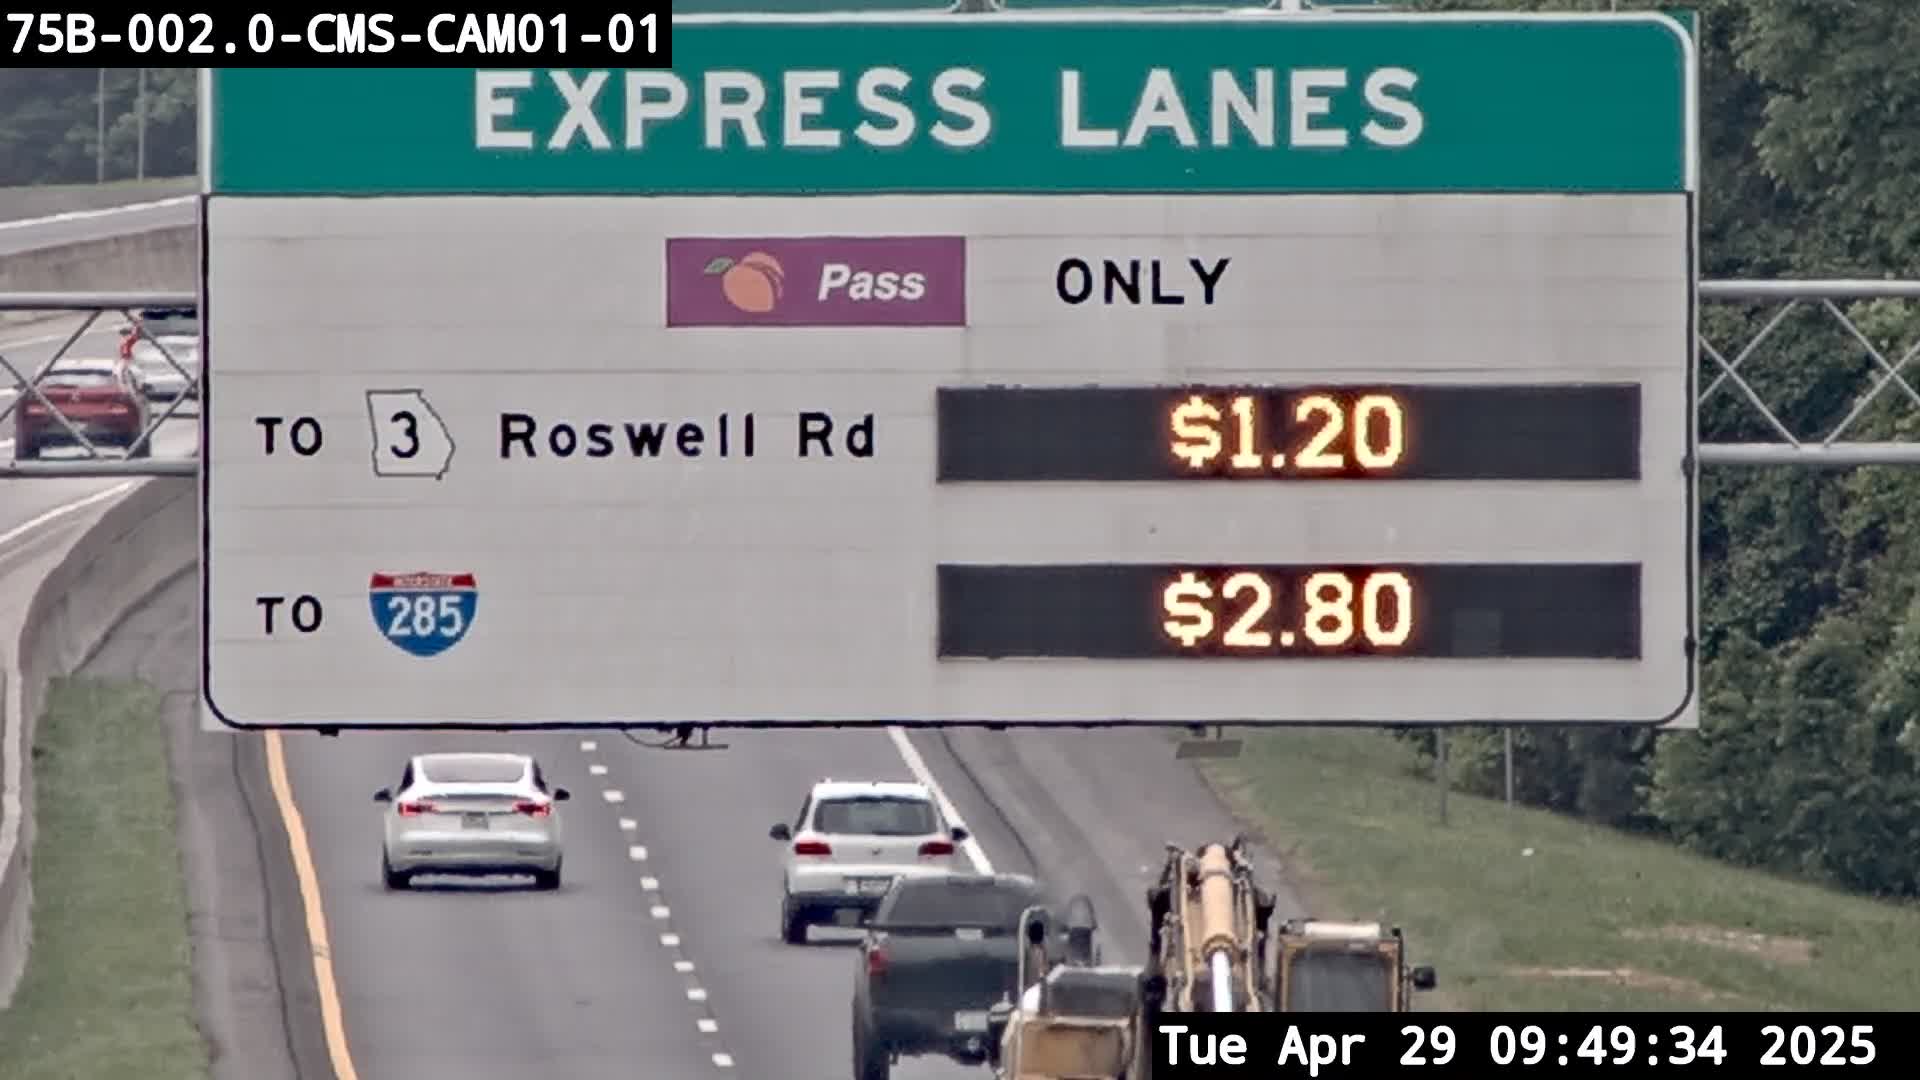 75B-002.0-CMS-CAM01-01
EXPRESS LANES
Pass ONLY
TO 3 Roswell Rd $1.20
INTERSTATE
TO 285 $2.80
Tue Apr 29 09:49:34 2025